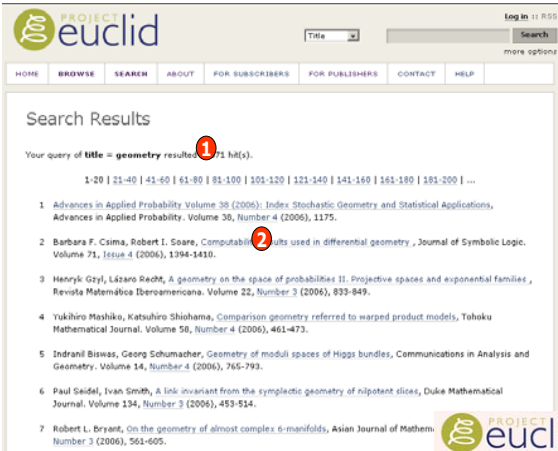 PROJECT
euclid
Log in :: RSS
Title
Search
more options
HOME BROWSE SEARCH ABOUT FOR SUBSCRIBERS FOR PUBLISHERS CONTACT HELP
Search Results
Your query of title = geometry resulted 1 71 hit(s).
1-20 | 21-40 | 41-60 | 61-80 | 81-100 | 101-120 | 121-140 | 141-160 | 161-180 | 181-200 | ...
1 Advances in Applied Probability Volume 38 (2006): Index Stochastic Geometry and Statistical Applications,
Advances in Applied Probability. Volume 38, Number 4 (2006), 1175.
2 Barbara F. Csima, Robert I. Soare, Computabili 2 sults used in differential geometry , Journal of Symbolic Logic.
Volume 71, Issue 4 (2006), 1394-1410.
3 Henryk Gzyl, Lázaro Recht, A geometry on the space of probabilities II. Projective spaces and exponential families ,
Revista Matemática Iberoamericana. Volume 22, Number 3 (2006), 833-849.
4 Yukihiro Mashiko, Katsuhiro Shiohama, Comparison geometry referred to warped product models, Tohoku
Mathematical Journal. Volume 58, Number 4 (2006), 461-473.
5 Indranil Biswas, Georg Schumacher, Geometry of moduli spaces of Higgs bundles, Communications in Analysis and
Geometry. Volume 14, Number 4 (2006), 765-793.
6 Paul Seidel, Ivan Smith, A link invariant from the symplectic geometry of nilpotent slices, Duke Mathematical
Journal. Volume 134, Number 3 (2006), 453-514.
7 Robert L. Bryant, On the geometry of almost complex 6-manifolds, Asian Journal of Mathema
Number 3 (2006), 561-605.
PROJECT
eucl